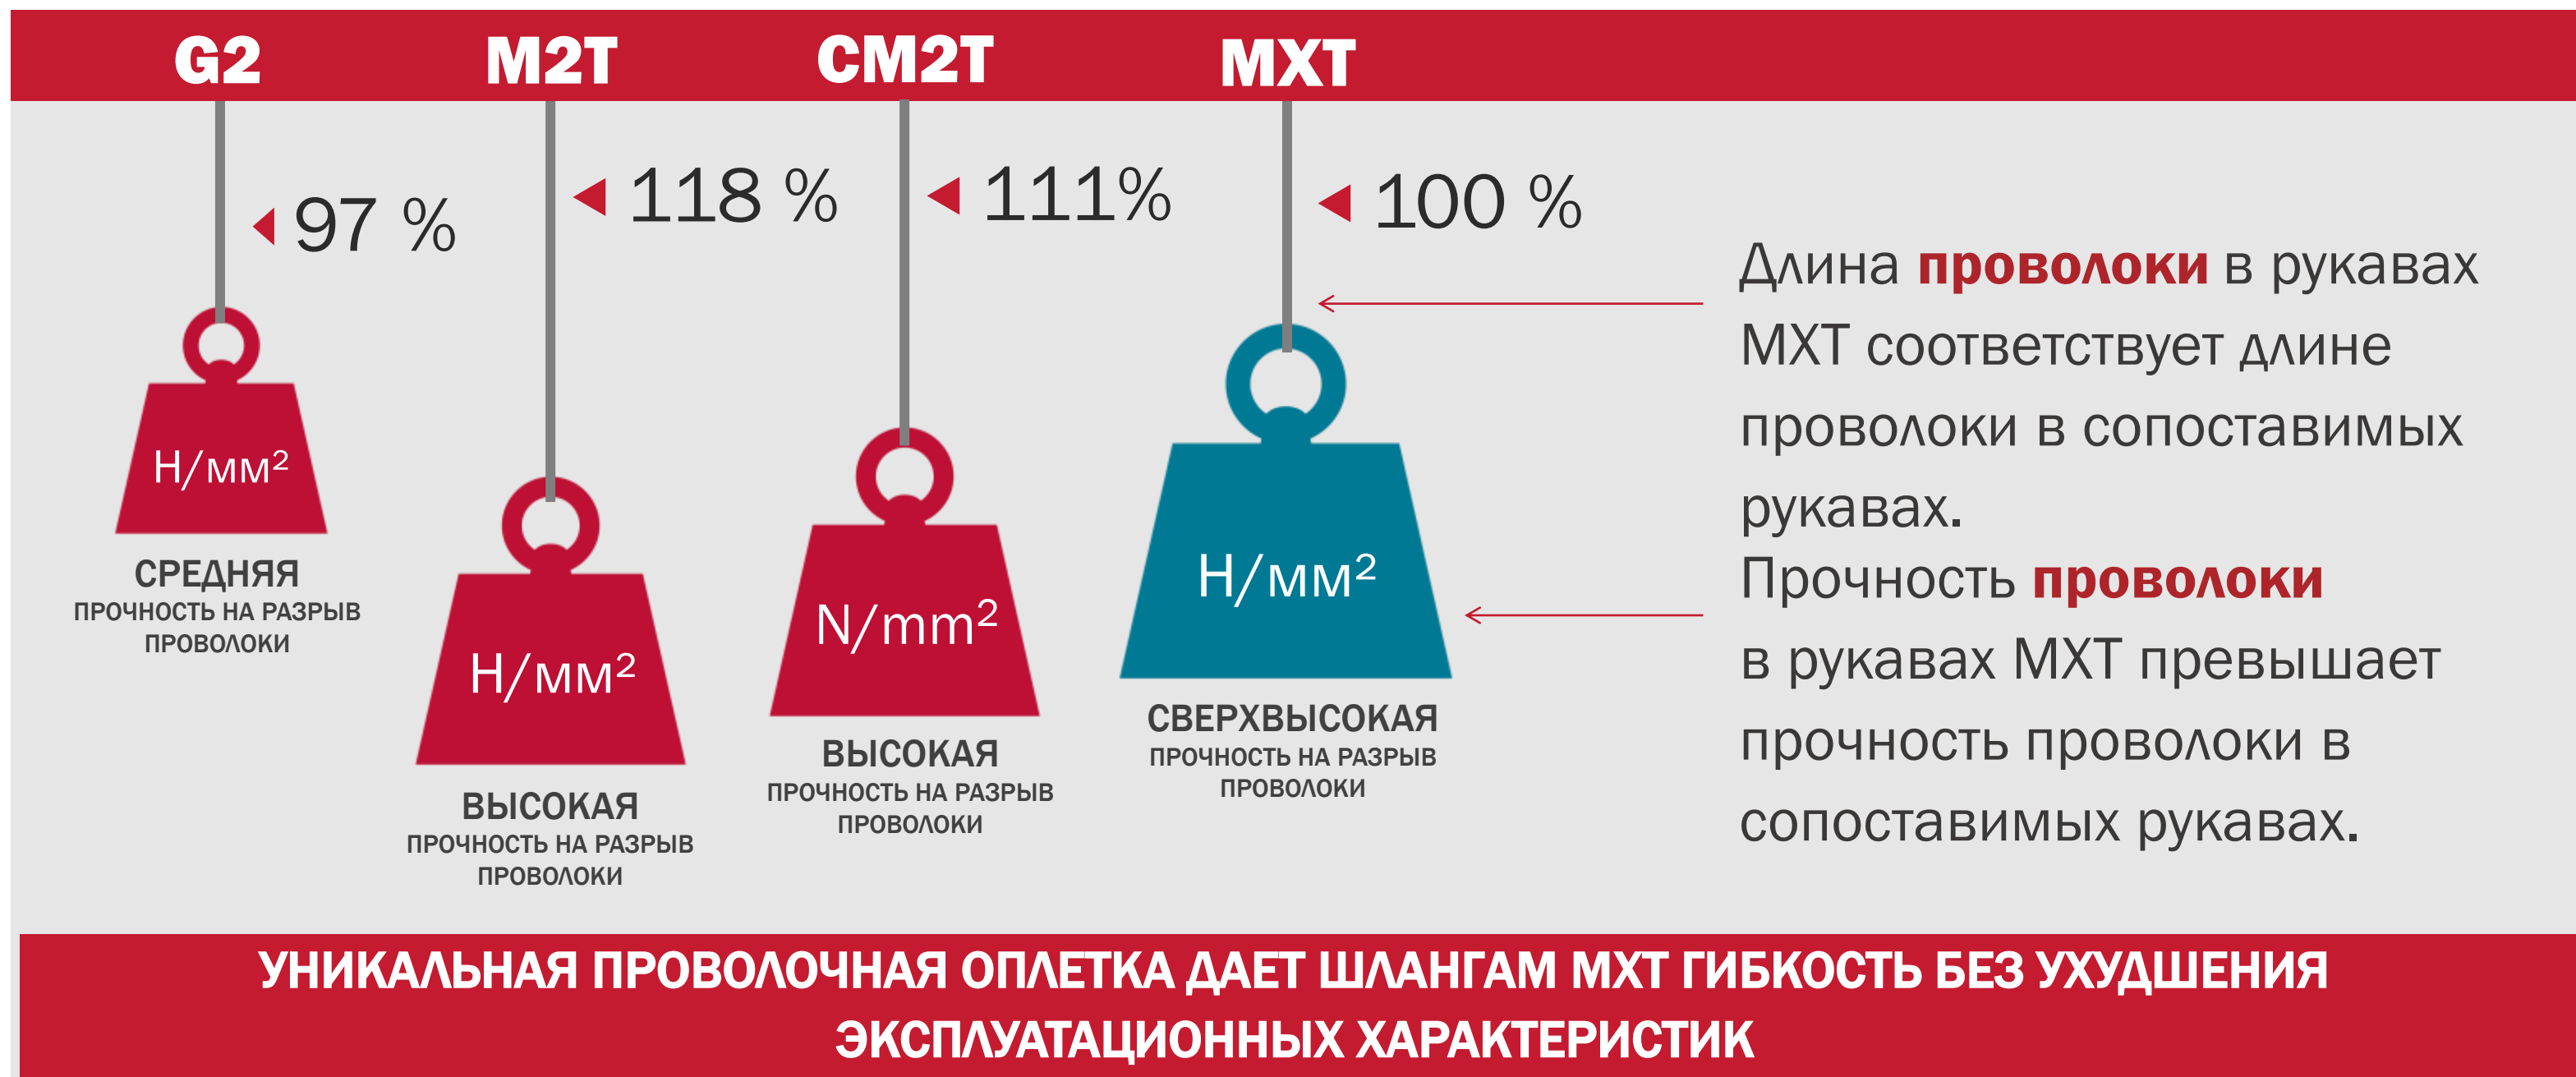 G2
M2T
CM2T
MXT
97 %
118 %
111%
100 %
Длина проволоки в рукавах
MXT соответствует длине
проволоки в сопоставимых
рукавах.
Прочность проволоки
в рукавах MXT превышает
прочность проволоки в
сопоставимых рукавах.
Н/мм²
СРЕДНЯЯ
ПРОЧНОСТЬ НА РАЗРЫВ
ПРОВОЛОКИ
Н/мм²
ВЫСОКАЯ
ПРОЧНОСТЬ НА РАЗРЫВ
ПРОВОЛОКИ
N/mm²
ВЫСОКАЯ
ПРОЧНОСТЬ НА РАЗРЫВ
ПРОВОЛОКИ
Н/мм²
СВЕРХВЫСОКАЯ
ПРОЧНОСТЬ НА РАЗРЫВ
ПРОВОЛОКИ
УНИКАЛЬНАЯ ПРОВОЛОЧНАЯ ОПЛЕТКА ДАЕТ ШЛАНГАМ MXT ГИБКОСТЬ БЕЗ УХУДШЕНИЯ
ЭКСПЛУАТАЦИОННЫХ ХАРАКТЕРИСТИК